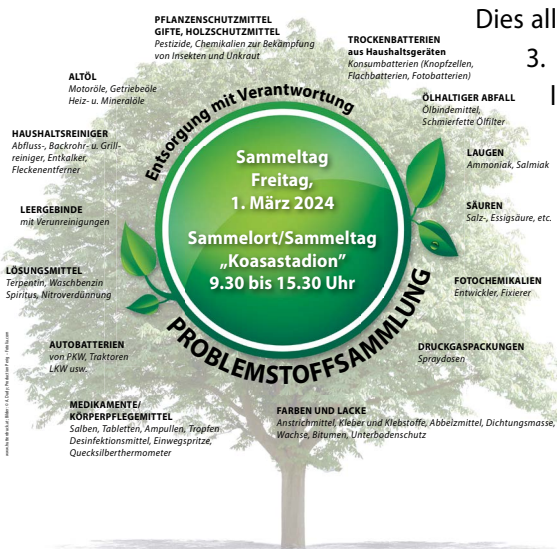 Dies all
3.
PFLANZENSCHUTZMITTEL
GIFTE, HOLZSCHUTZMITTEL
Pestizide, Chemikalien zur Bekämpfung
von Insekten und Unkraut
TROCKENBATTERIEN
aus Haushaltsgeräten
Konsumbatterien (Knopfzellen,
Flachbatterien, Fotobatterien)
ALTÖL
Motoröle, Getriebeöle
Heiz- u. Mineralöle
ÖLHALTIGER ABFALL
Ölbindemittel,
Schmierfette Ölfilter
HAUSHALTSREINIGER
Abfluss-, Backrohr- u. Grill-
reiniger, Entkalker,
Fleckenentferner
LAUGEN
Ammoniak, Salmiak
LEERGEBINDE
mit Verunreinigungen
SÄUREN
Salz-, Essigsäure, etc.
Entsorgung mit Verantwortung
Sammeltag
Freitag,
1. März 2024
Sammelort/Sammeltag
„Koasastadion”
9.30 bis 15.30 Uhr
PROBLEMSTOFFSAMMLUNG
LÖSUNGSMITTEL
Terpentin, Waschbenzin
Spiritus, Nitroverdünnung
FOTOCHEMIKALIEN
Entwickler, Fixierer
AUTOBATTERIEN
von PKW, Traktoren
LKW usw.
DRUCKGASPACKUNGEN
Spraydosen
MEDIKAMENTE/
KÖRPERPFLEGEMITTEL
Salben, Tabletten, Ampullen, Tropfen
Desinfektionsmittel, Einwegspritze,
Quecksilberthermometer
FARBEN UND LACKE
Anstrichmittel, Kleber und Klebstoffe, Abbeizmittel, Dichtungsmasse,
Wachse, Bitumen, Unterbodenschutz